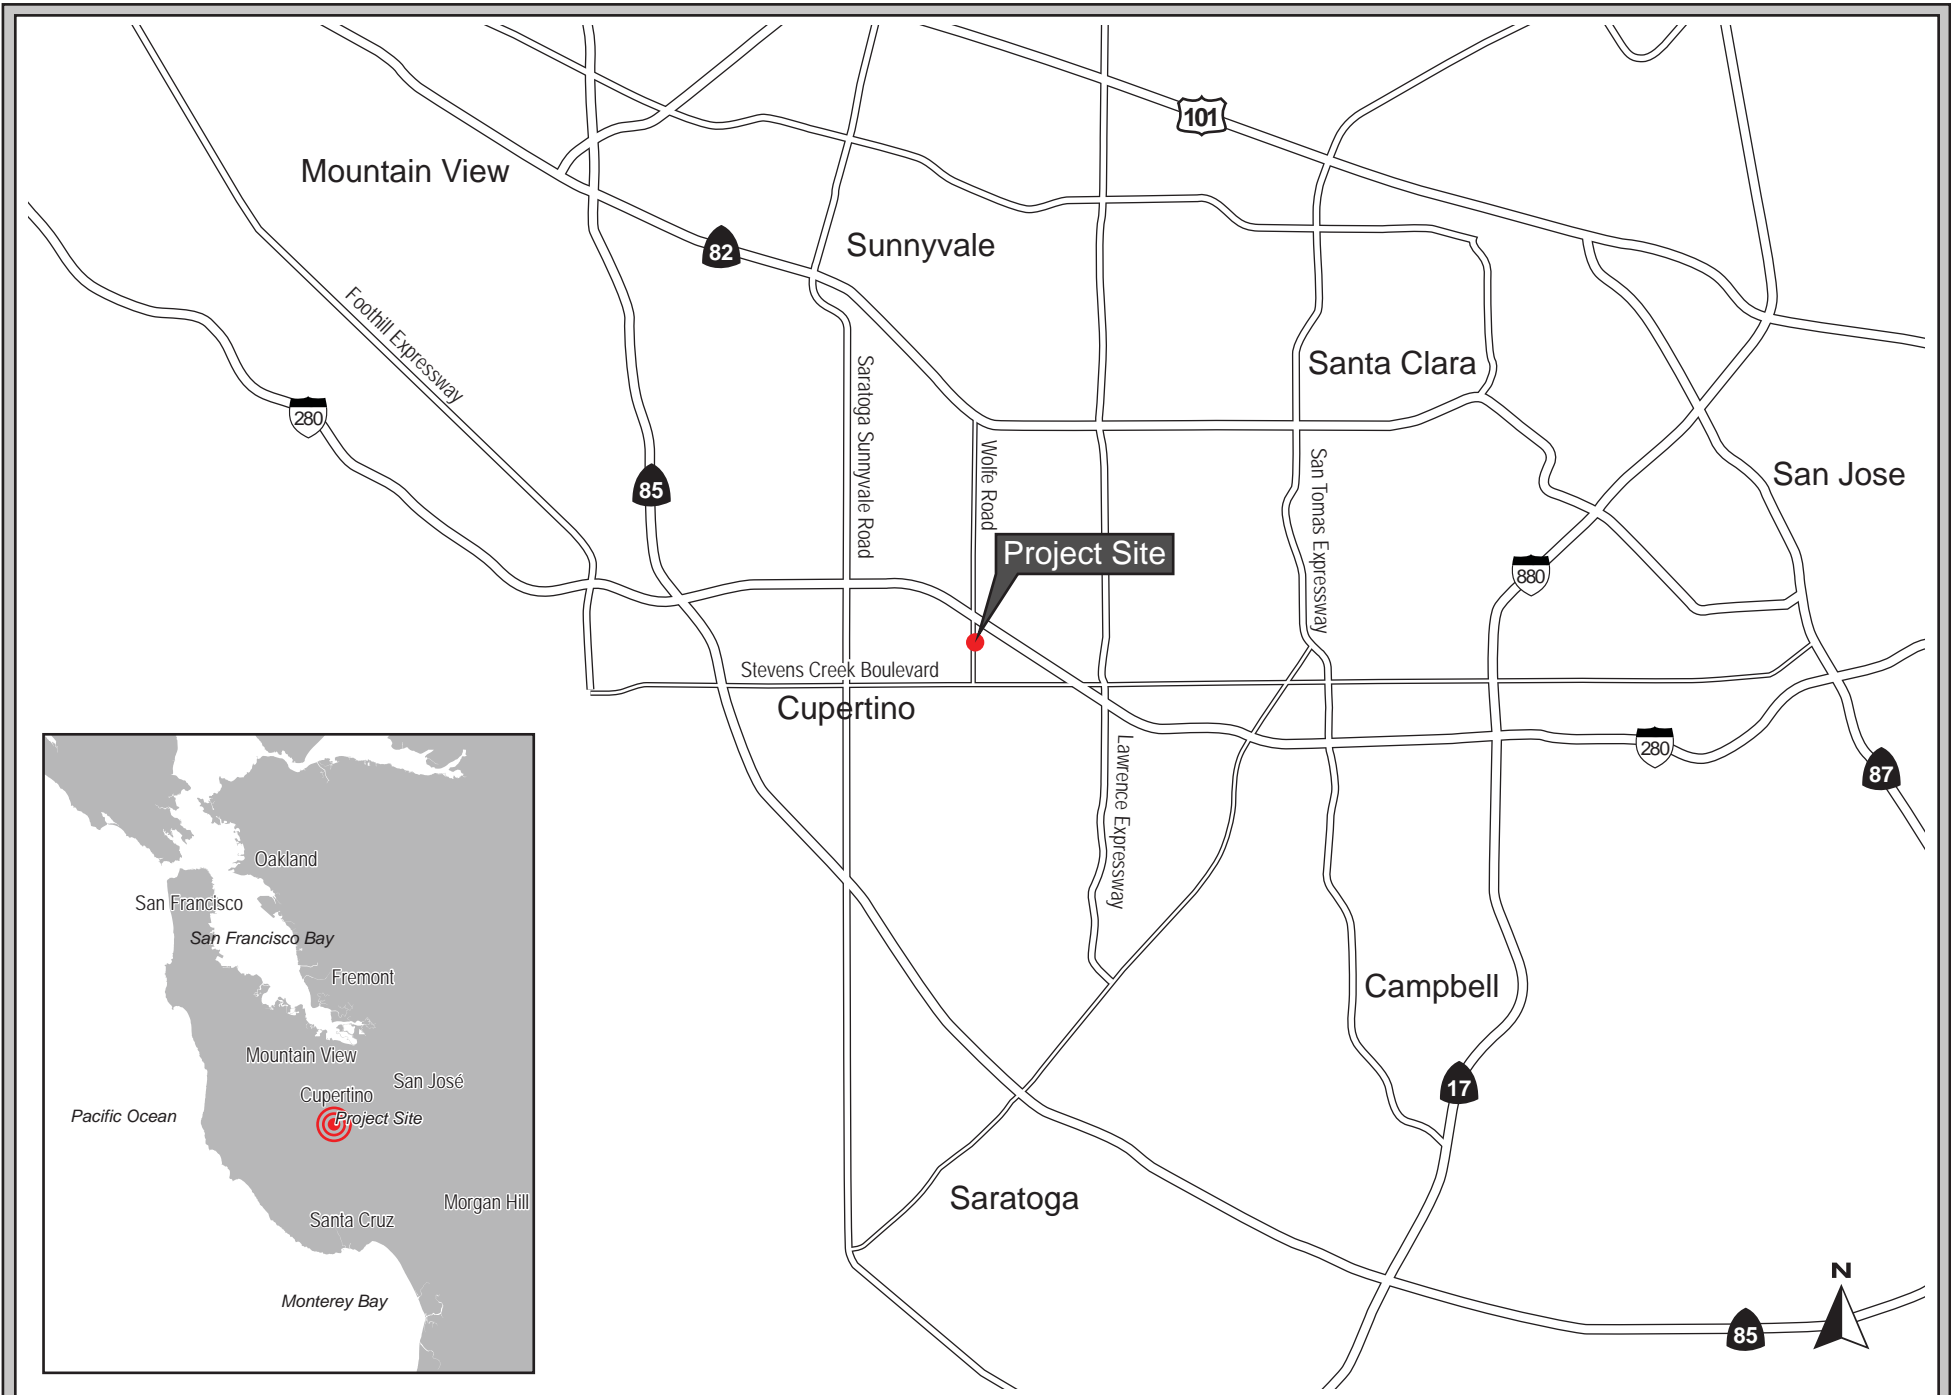 101
Mountain View
82
Sunnyvale
Foothill Expressway
280
Saratoga Sunnyvale Road
Santa Clara
Wolfe Road
San Tomas Expressway
San Jose
85
Project Site
880
Stevens Creek Boulevard
Cupertino
280
87
Lawrence Expressway
Oakland
San Francisco
San Francisco Bay
Fremont
Mountain View
San José
Cupertino
Project Site
Pacific Ocean
Morgan Hill
Santa Cruz
Monterey Bay
Campbell
17
Saratoga
N
85